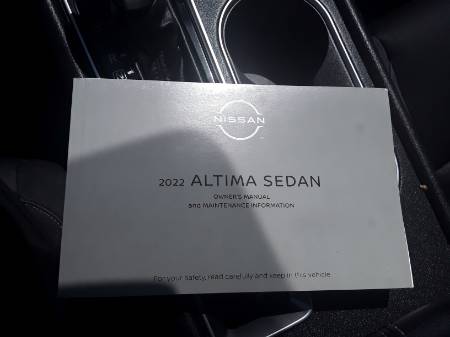 NISSAN
2022 ALTIMA SEDAN
OWNER'S MANUAL
and MAINTENANCE INFORMATION
For your safety, read carefully and keep in this vehicle.